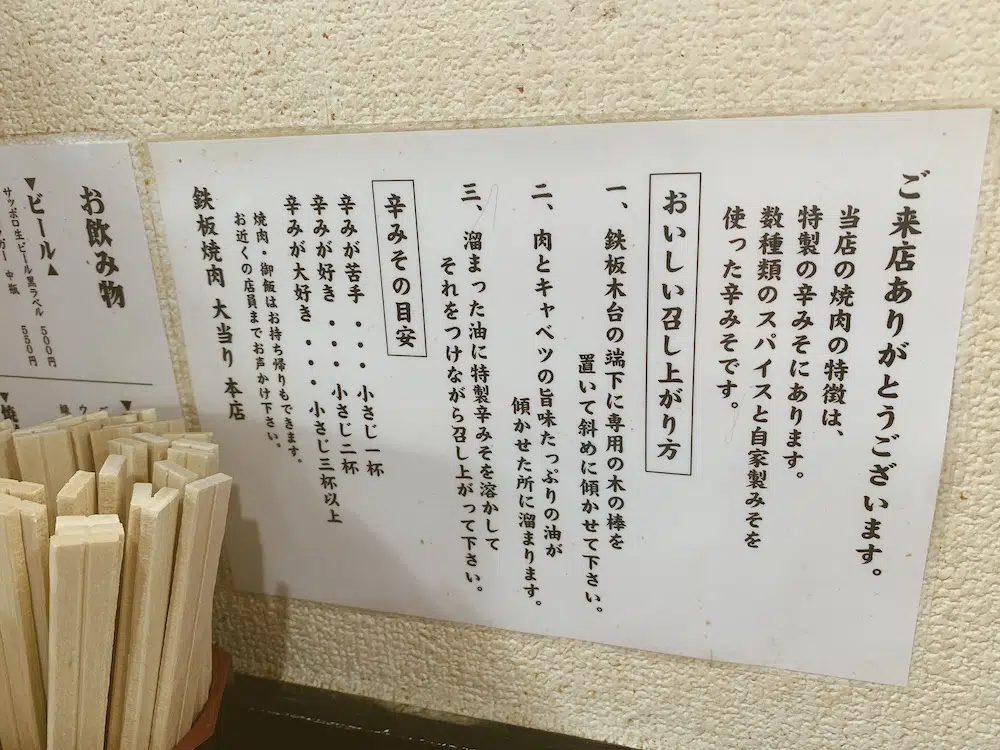 ご来店ありがとうございます。
当店の焼肉の特徴は、
特製の辛みそにあります。
数種類のスパイスと自家製みそを
使った辛みそです。
おいしい召し上がり方
一、鉄板木台の端下に専用の木の棒を
置いて斜めに傾かせて下さい。
二、肉とキャベツの旨味たっぷりの油が
傾かせた所に溜まります。
三、溜まった油に特製辛みそを溶かして
それをつけながら召し上がって下さい。
辛みその目安
辛みが苦手・・・小さじ一杯
辛みが好き・・・小さじ二杯
辛みが大好き・・・小さじ三杯以上
焼肉・御飯はお持ち帰りもできます。
お近くの店員までお声かけ下さい。
鉄板焼肉 大当り 本店
お飲み物
▼ビール▲
サッポロ生ビール黒ラベル 500円
中瓶 550円